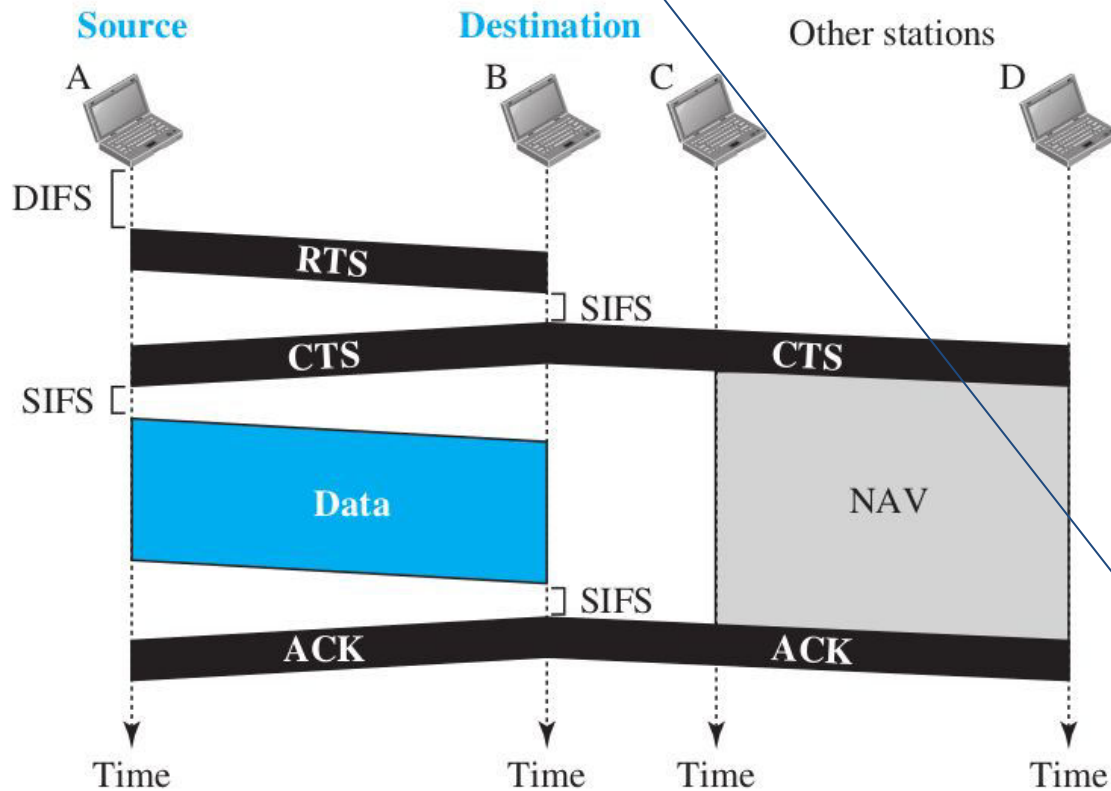 Source Destination Other stations
A B C D
DIFS
RTS
SIFS
CTS CTS
SIFS
Data NAV
SIFS
ACK ACK
Time Time Time Time